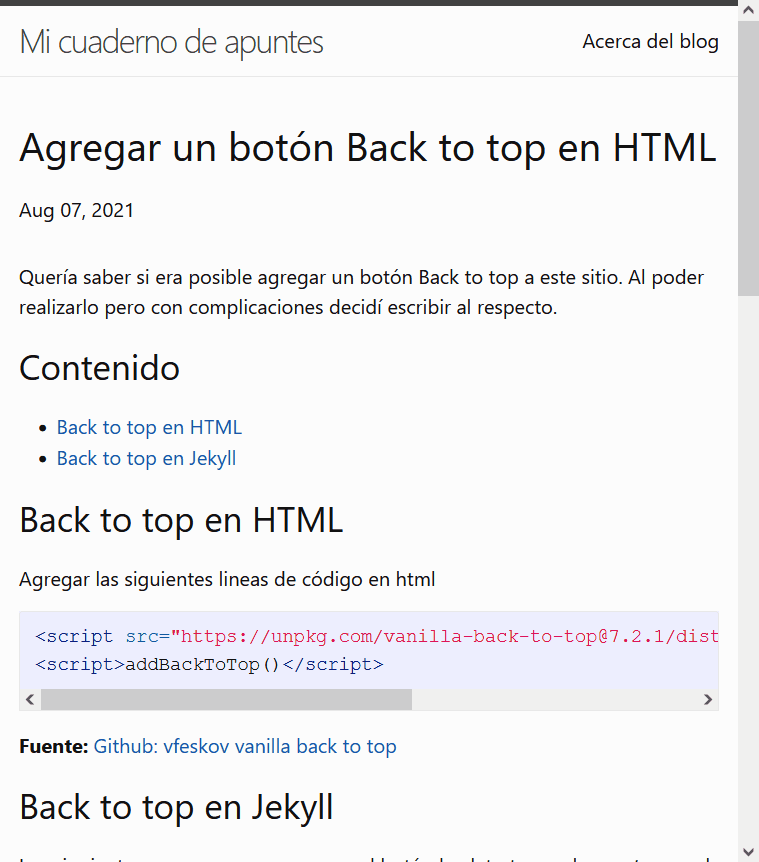 Mi cuaderno de apuntes
Acerca del blog
Agregar un botón Back to top en HTML
Aug 07, 2021
Quería saber si era posible agregar un botón Back to top a este sitio. Al poder
realizarlo pero con complicaciones decidí escribir al respecto.
Contenido
• Back to top en HTML
• Back to top en Jekyll
Back to top en HTML
Agregar las siguientes lineas de código en html
<script src="https://unpkg.com/vanilla-back-to-top@7.2.1/dist
<script>addBackToTop()</script>
Fuente: Github: vfeskov vanilla back to top
Back to top en Jekyll